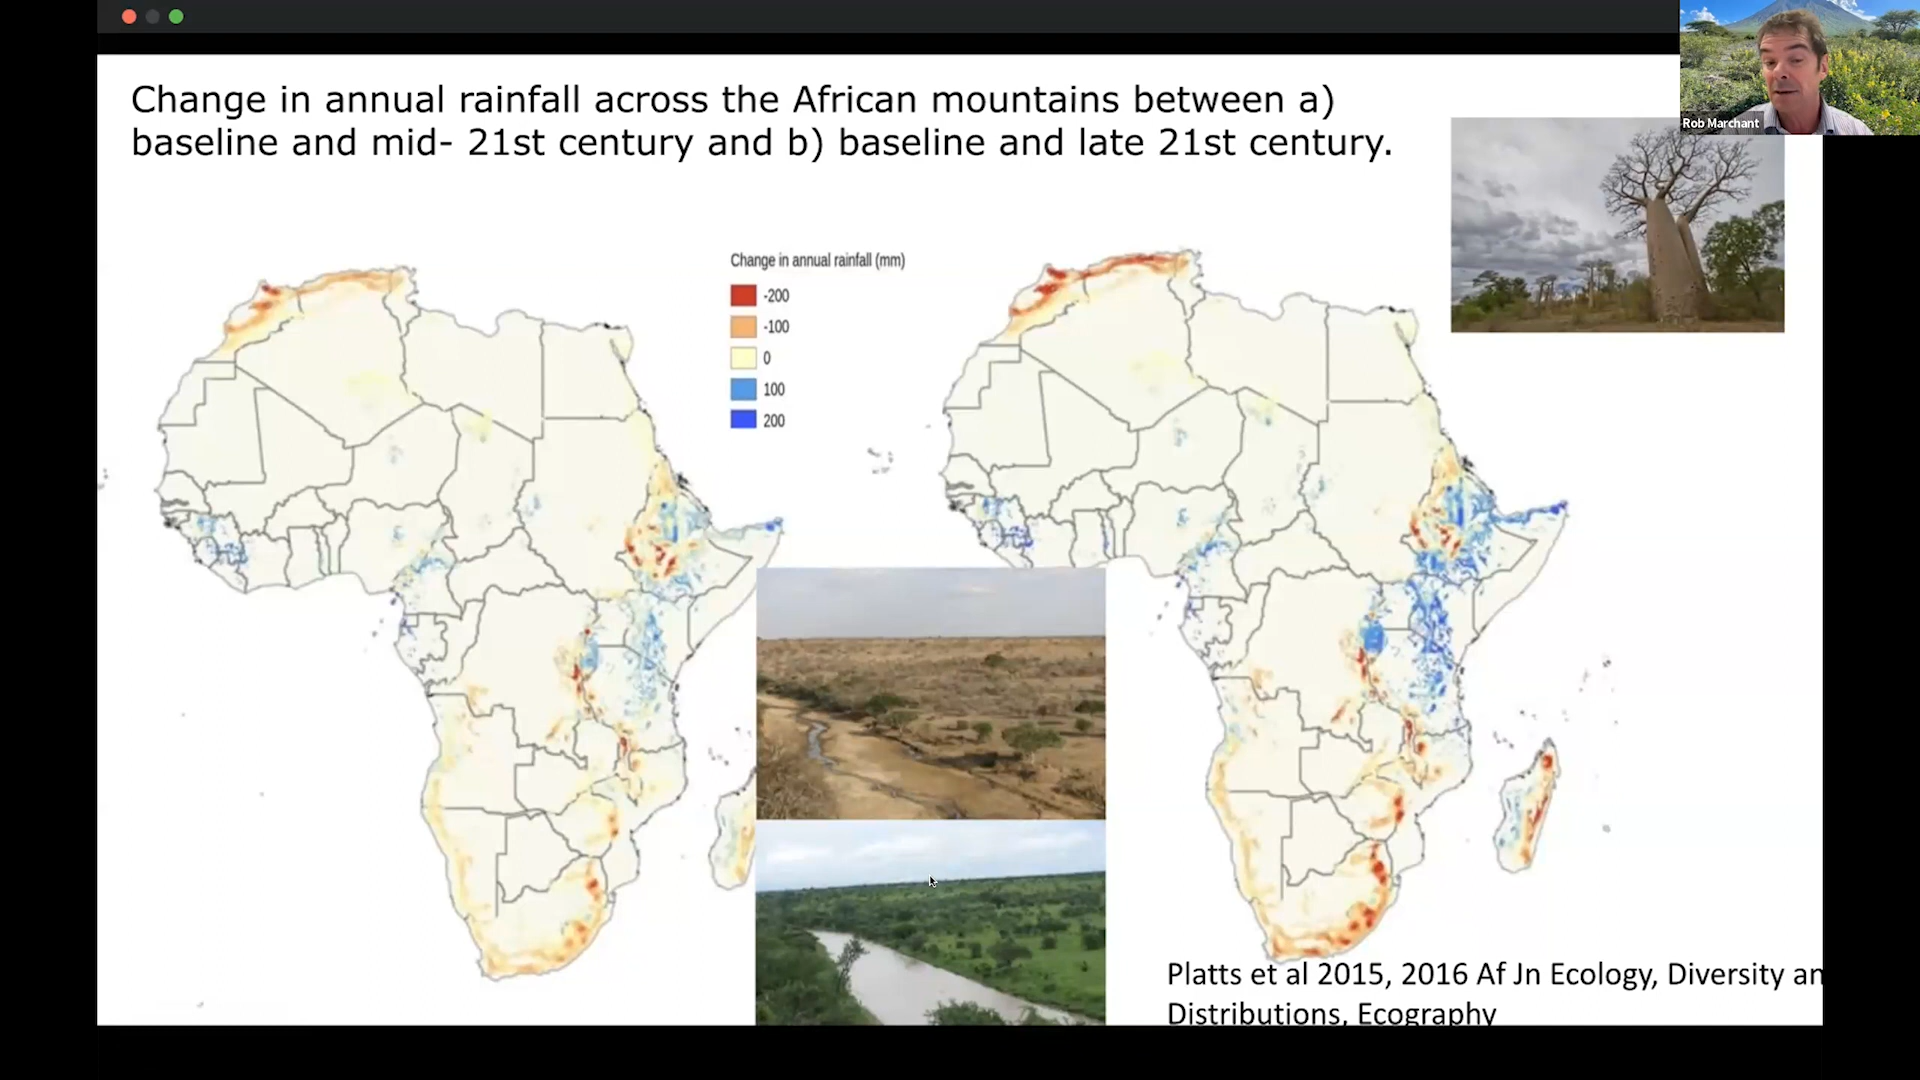 Change in annual rainfall across the African mountains between a)
baseline and mid- 21st century and b) baseline and late 21st century.
Rob Marchant
Change in annual rainfall (mm)
-200
-100
0
100
200
Platts et al 2015, 2016 Af Jn Ecology, Diversity an
Distributions, Ecography